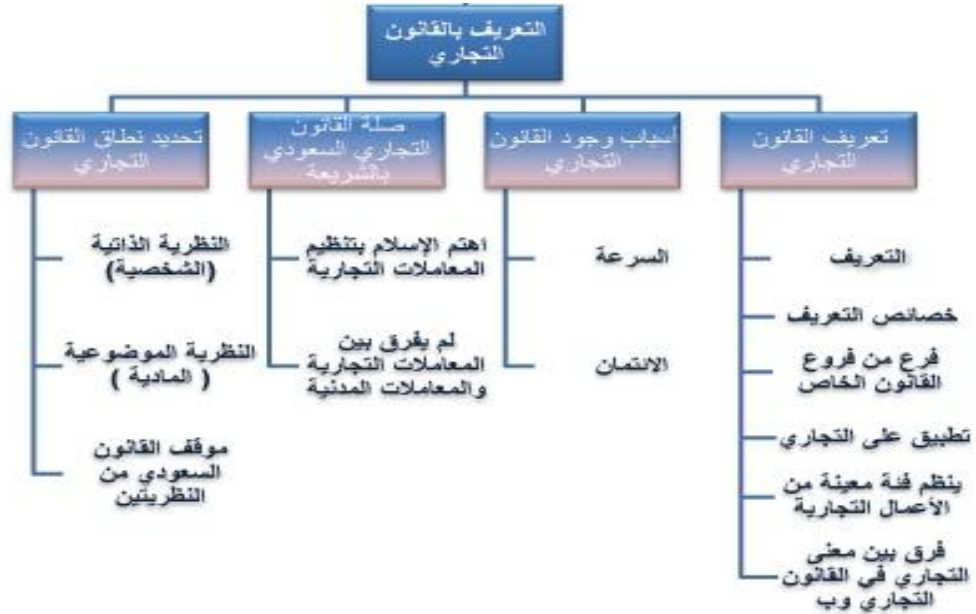 التعريف بالقانون
التجاري
تعريف القانون
التجاري
التعريف
خصائص التعريف
فرع من فروع
القانون الخاص
تطبيق على التجاري
ينظم فئة معينة من
الأعمال التجارية
فرق بين معنى
التجاري في القانون
التجاري وب
أسباب وجود القانون
التجاري
السرعة
الائتمان
صلة القانون
التجاري السعودي
بالشريعة
اهتم الإسلام بتنظيم
المعاملات التجارية
لم يفرق بين
المعاملات التجارية
والمعاملات المدنية
تحديد نطاق القانون
التجاري
النظرية الذاتية
(الشخصية)
النظرية الموضوعية
( المادية )
موقف القانون
السعودي من
النظريتين